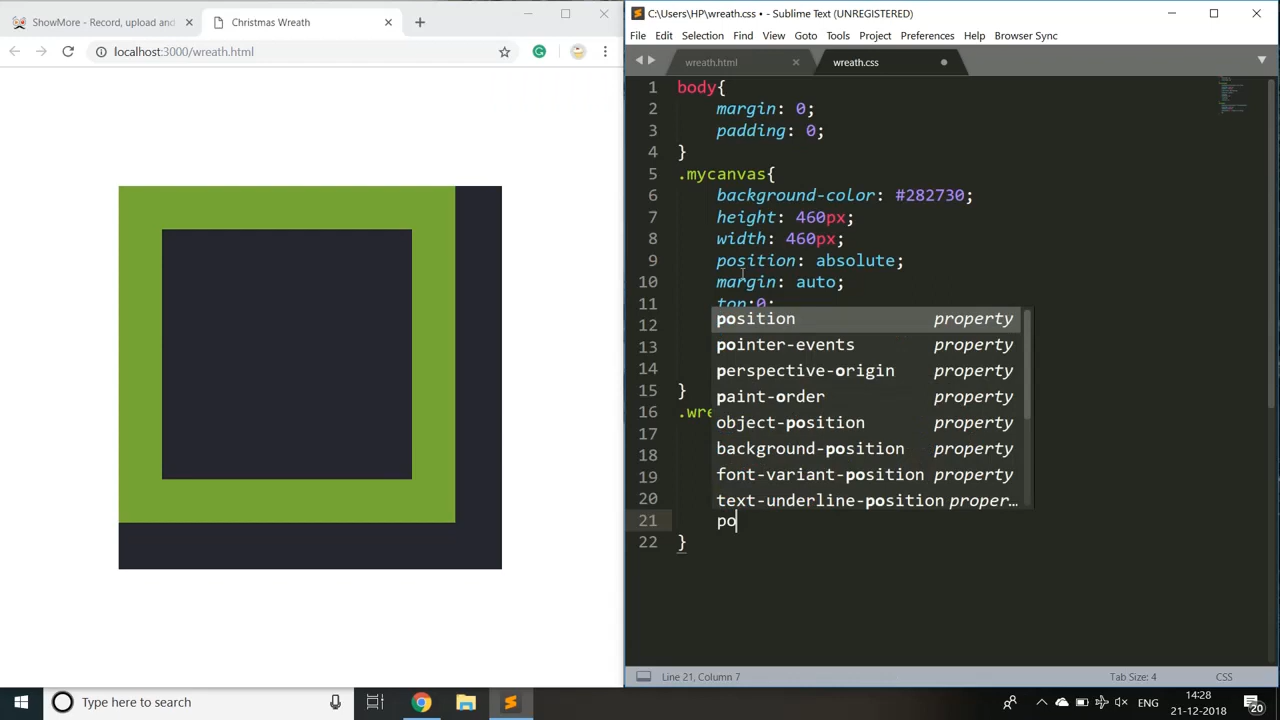 ShowMore - Record, upload and
Christmas Wreath
localhost:3000/wreath.html
C:\Users\HP\wreath.css • - Sublime Text (UNREGISTERED)
File Edit Selection Find View Goto Tools Project Preferences Help Browser Sync
wreath.html
wreath.css
1 body{
2 margin: 0;
3 padding: 0;
4 }
5 .mycanvas{
6 background-color: #282730;
7 height: 460px;
8 width: 460px;
9 position: absolute;
10 margin: auto;
11 top:0;
12
13
14
15 }
16 .wre
17
18
19
20
21 po
22 }
position property
pointer-events property
perspective-origin property
paint-order property
object-position property
background-position property
font-variant-position property
text-underline-position proper…
Line 21, Column 7
Tab Size: 4
CSS
Type here to search
ENG
14:28
21-12-2018
20